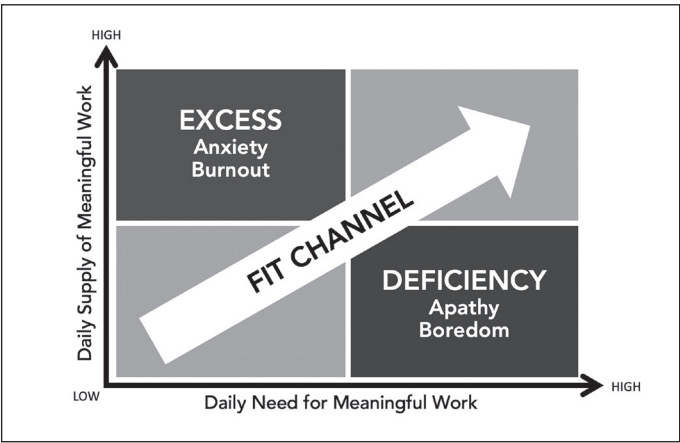 HIGH
Daily Supply of Meaningful Work
EXCESS
Anxiety
Burnout
FIT CHANNEL
DEFICIENCY
Apathy
Boredom
LOW
HIGH
Daily Need for Meaningful Work